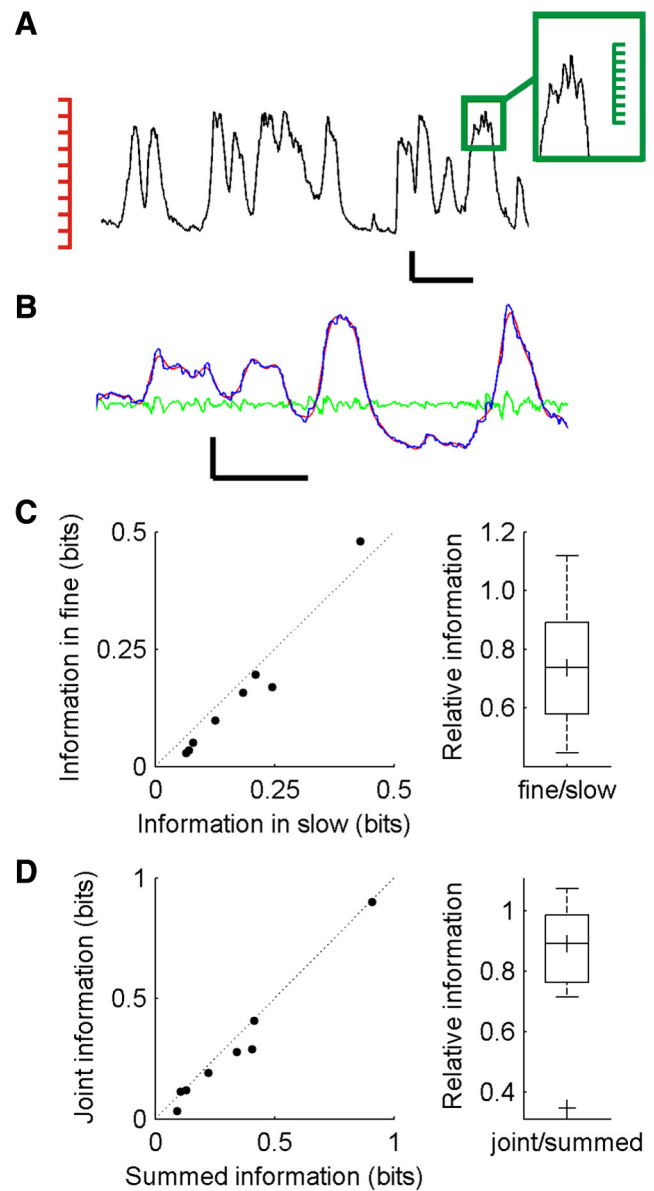 A
B
C
0.5
0.25
0
0
0.25
0.5
Information in fine (bits)
Information in slow (bits)
1.2
1.0
0.8
0.6
Relative information
fine/slow
D
1
0.5
0
0
0.5
1
Joint information (bits)
Summed information (bits)
1
0.8
0.6
0.4
Relative information
joint/summed